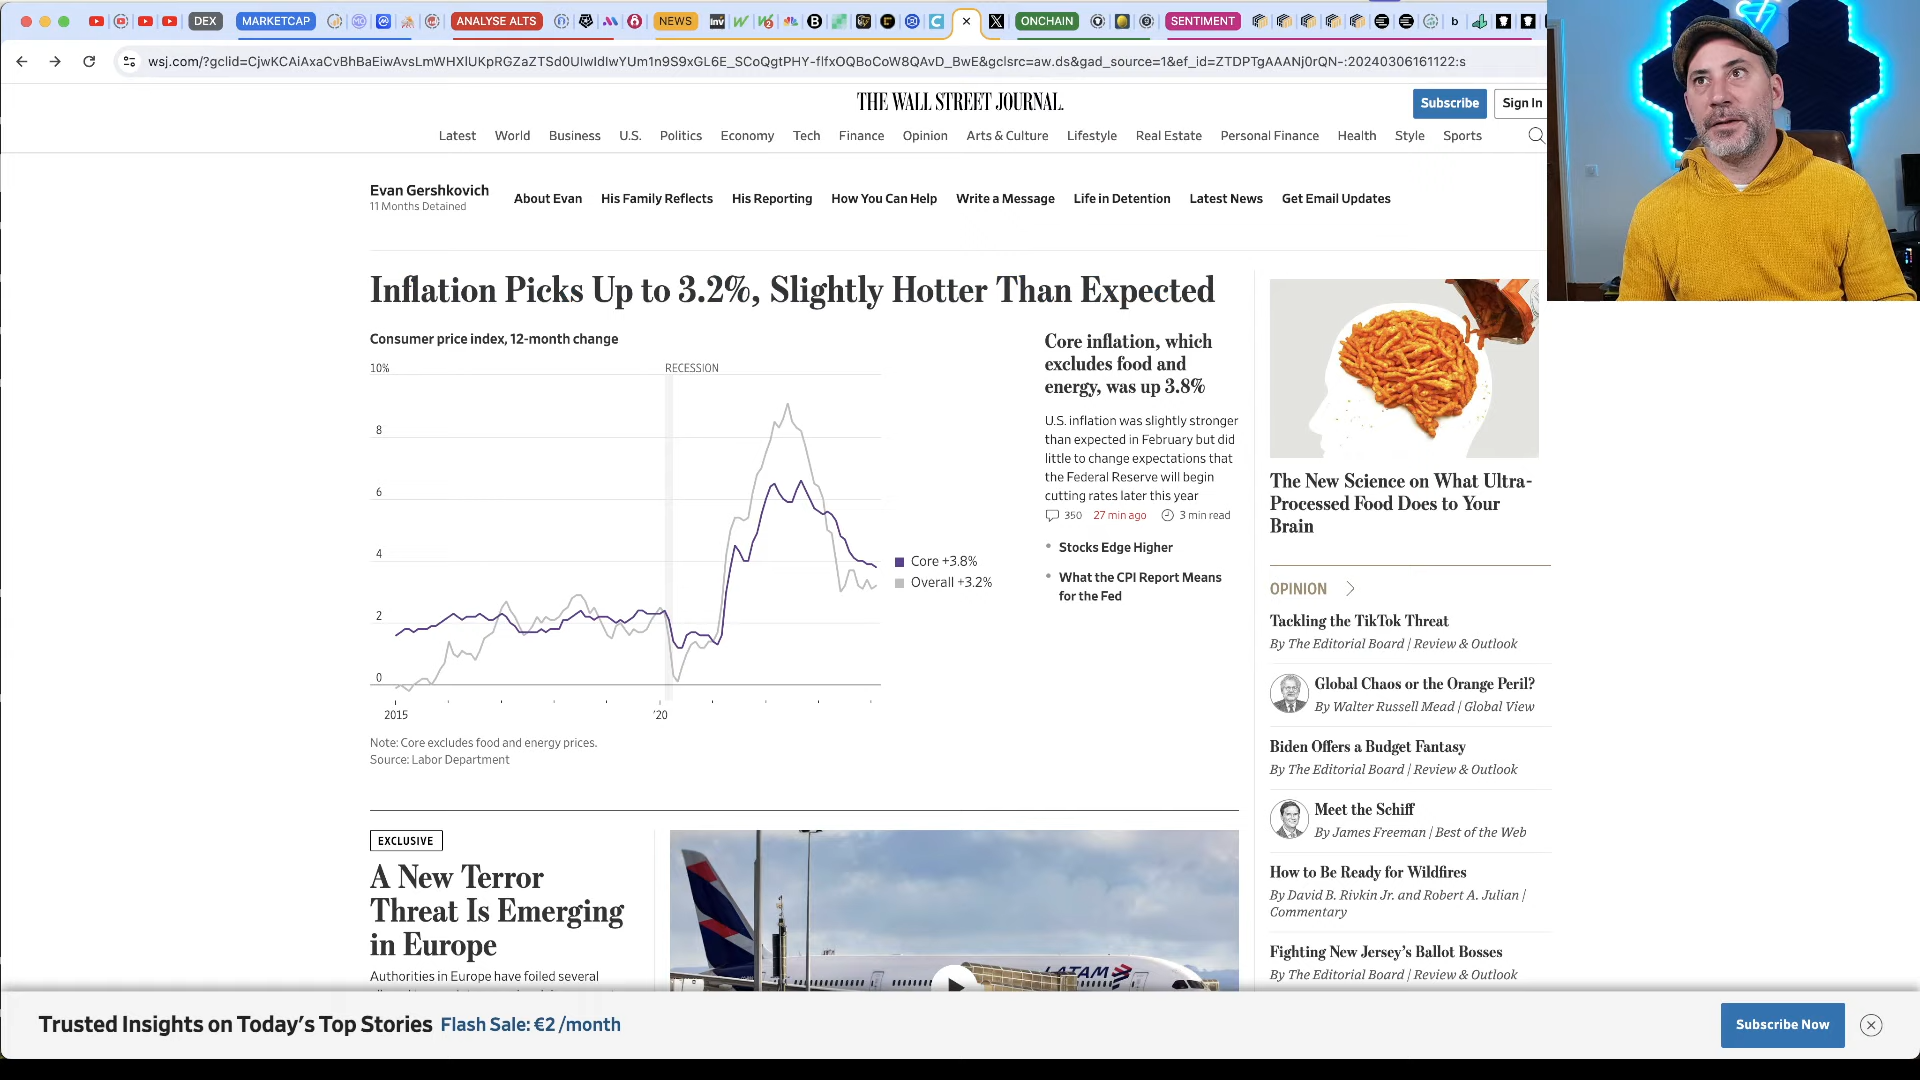 DEX
MARKETCAP
ANALYSE ALTS
NEWS
ONCHAIN
SENTIMENT
wsj.com/?gclid=CjwKCAiAxaCvBhBaEiwAvsLmWHXlUKpRGZaZTSd0UlwIdIwYUm1n9S9xGL6E_SCoQgtPHY-flfxOQBoCoW8QAvD_BwE&gclsrc=aw.ds&gad_source=1&ef_id=ZTDPTgAAANj0rQN-:20240306161122:s
THE WALL STREET JOURNAL.
Subscribe
Sign In
Latest World Business U.S. Politics Economy Tech Finance Opinion Arts & Culture Lifestyle Real Estate Personal Finance Health Style Sports
Evan Gershkovich
11 Months Detained
About Evan His Family Reflects His Reporting How You Can Help Write a Message Life in Detention Latest News Get Email Updates
Inflation Picks Up to 3.2%, Slightly Hotter Than Expected
Consumer price index, 12-month change
10%
RECESSION
8
6
4
2
0
2015
'20
Core +3.8%
Overall +3.2%
Note: Core excludes food and energy prices.
Source: Labor Department
Core inflation, which
excludes food and
energy, was up 3.8%
U.S. inflation was slightly stronger
than expected in February but did
little to change expectations that
the Federal Reserve will begin
cutting rates later this year
350 27 min ago 3 min read
Stocks Edge Higher
What the CPI Report Means
for the Fed
The New Science on What Ultra-
Processed Food Does to Your
Brain
OPINION
Tackling the TikTok Threat
By The Editorial Board | Review & Outlook
Global Chaos or the Orange Peril?
By Walter Russell Mead | Global View
Biden Offers a Budget Fantasy
By The Editorial Board | Review & Outlook
Meet the Schiff
By James Freeman | Best of the Web
How to Be Ready for Wildfires
By David B. Rivkin Jr. and Robert A. Julian |
Commentary
Fighting New Jersey's Ballot Bosses
By The Editorial Board | Review & Outlook
EXCLUSIVE
A New Terror
Threat Is Emerging
in Europe
Authorities in Europe have foiled several
LATAM
Trusted Insights on Today's Top Stories Flash Sale: €2 /month
Subscribe Now